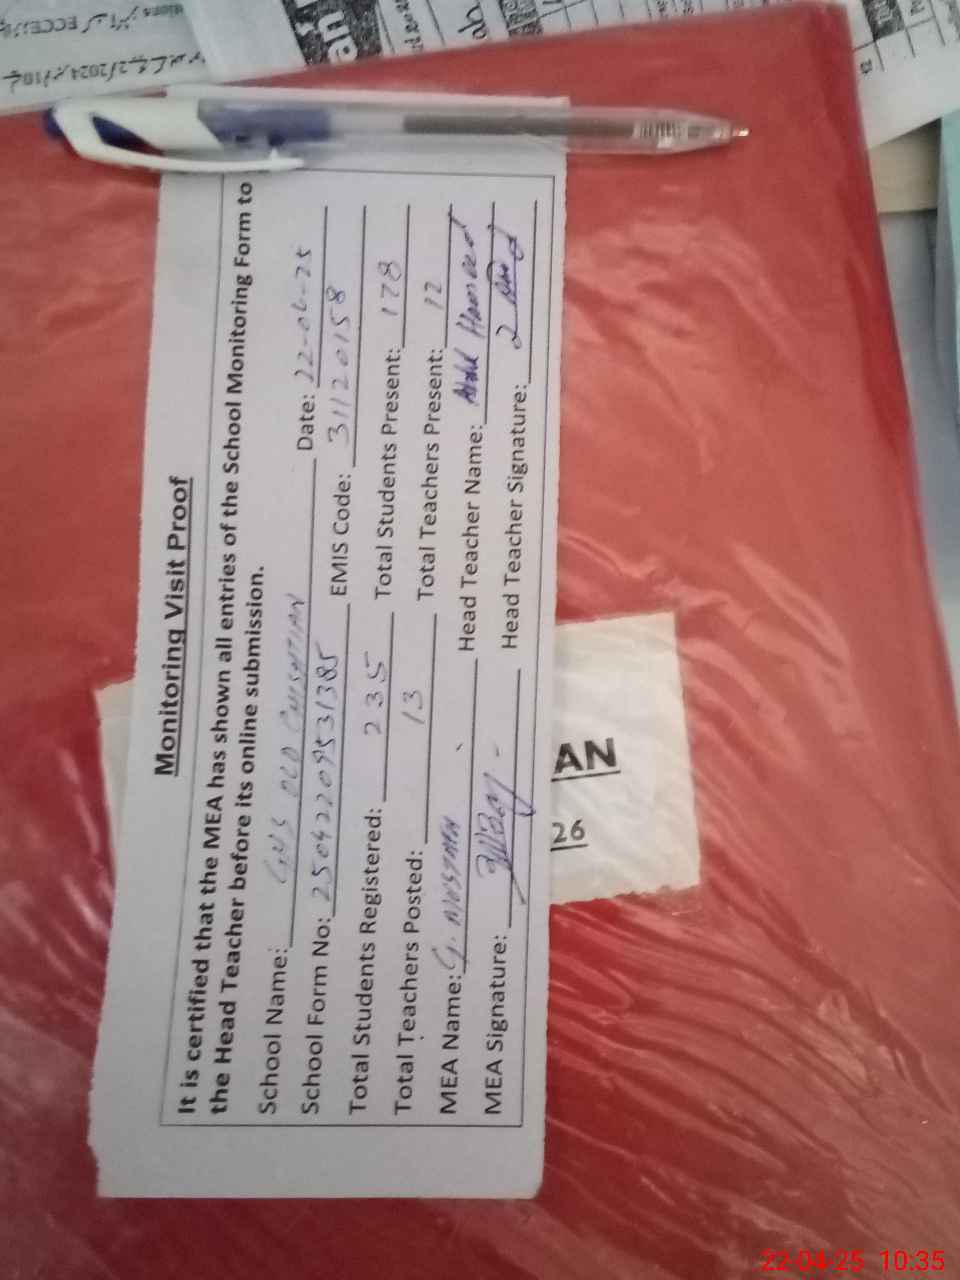 Monitoring Visit Proof
It is certified that the MEA has shown all entries of the School Monitoring Form to
the Head Teacher before its online submission.
School Name: OLD Date: 22-04-25
School Form No: 25042209531385 EMIS Code: 31120158
Total Students Registered: 235 Total Students Present: 178
Total Teachers Posted: 13 Total Teachers Present: 12
MEA Name: G. Head Teacher Name: Hameed
MEA Signature: Head Teacher Signature:
AN
26
22-04-25 10:35